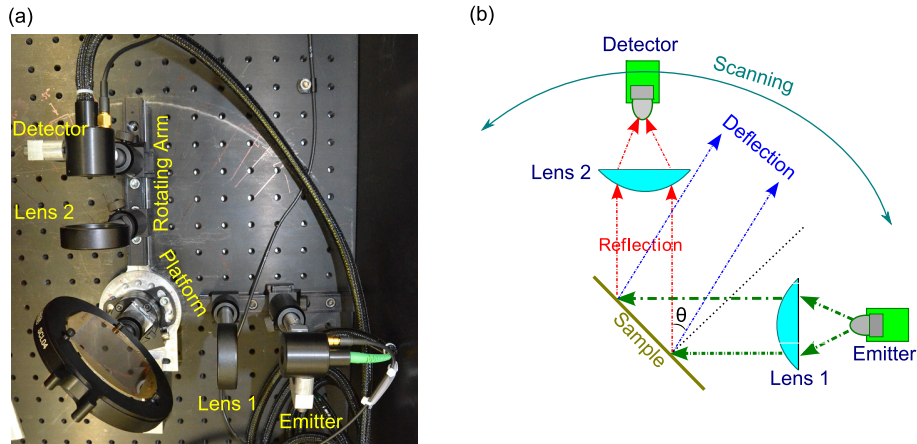 (a)
Detector
Rotating Arm
Lens 2
Platform
Lens 1
Emitter
(b)
Detector
Scanning
Deflection
Lens 2
Reflection
θ
Sample
Lens 1
Emitter